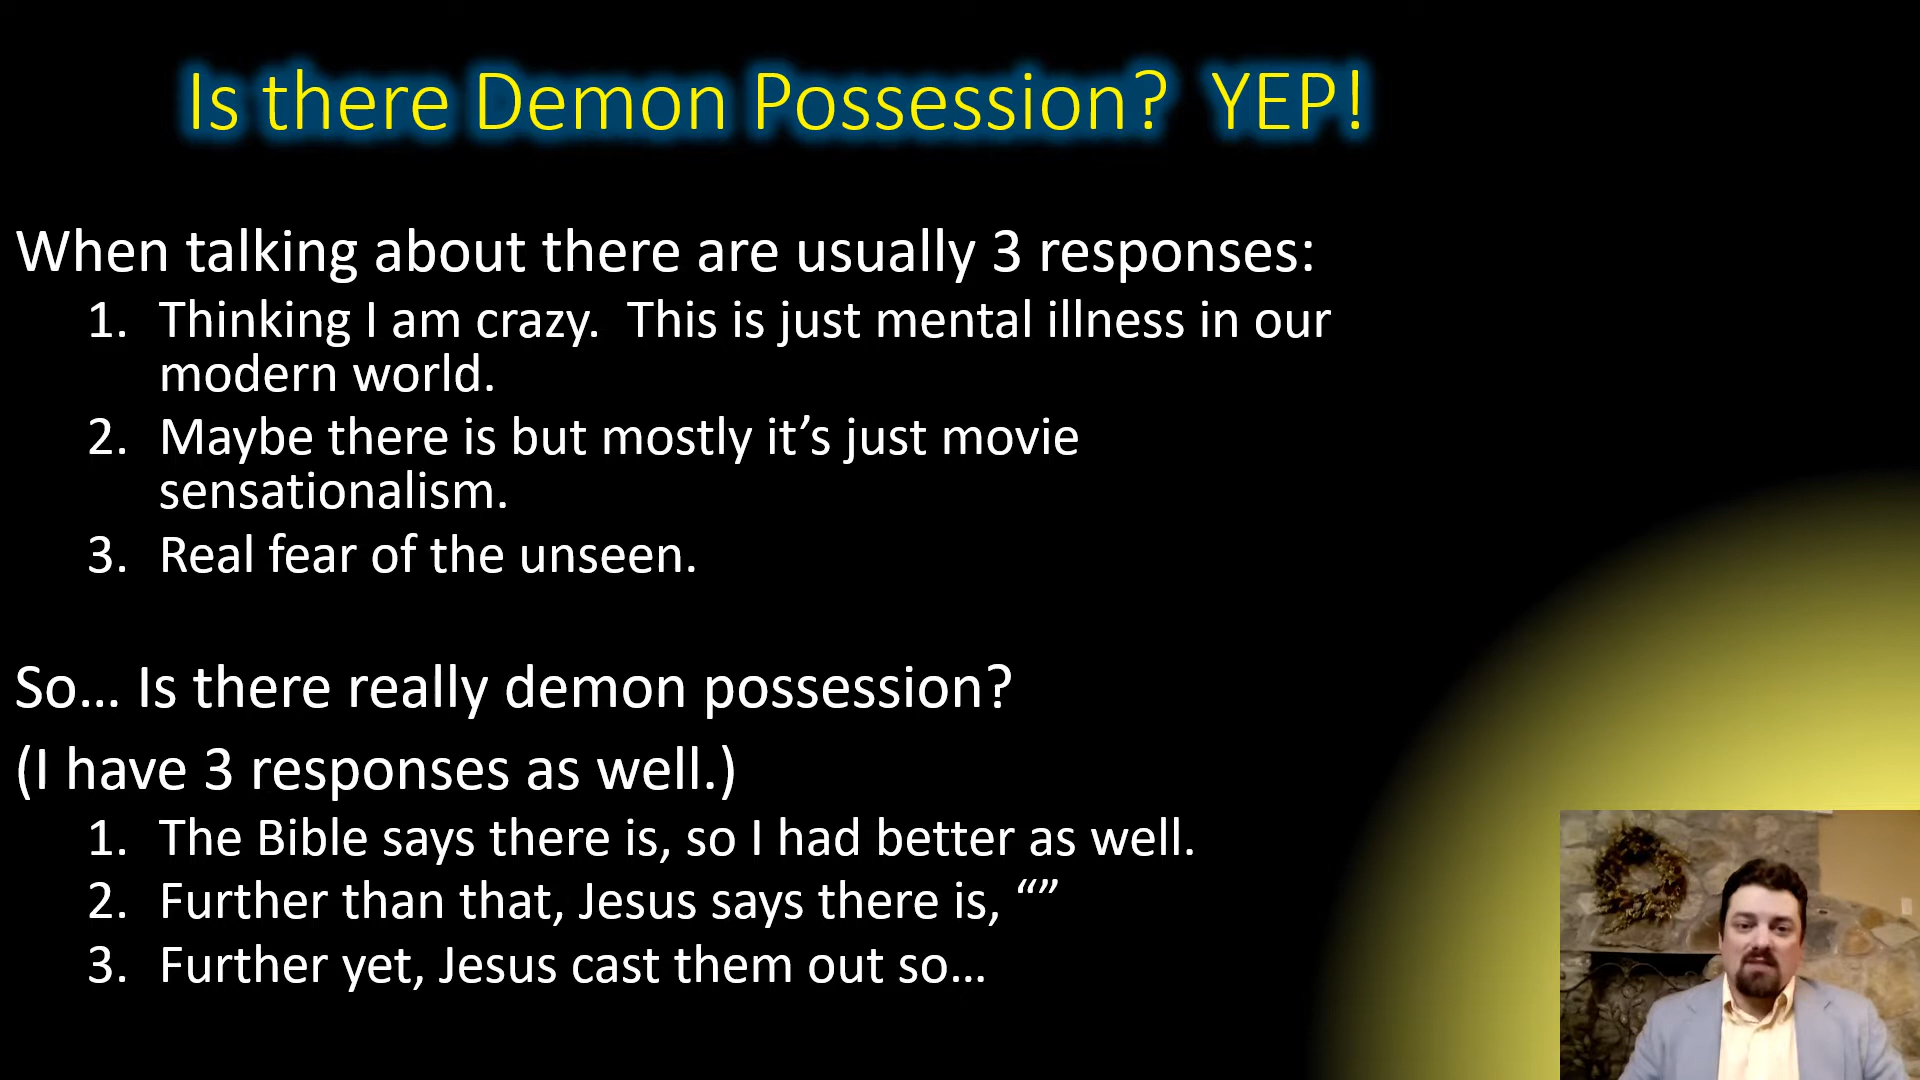 Is there Demon Possession?  YEP!
When talking about there are usually 3 responses:
1. Thinking I am crazy.  This is just mental illness in our
modern world.
2. Maybe there is but mostly it’s just movie
sensationalism.
3. Real fear of the unseen.
So… Is there really demon possession?
(I have 3 responses as well.)
1. The Bible says there is, so I had better as well.
2. Further than that, Jesus says there is, “”
3. Further yet, Jesus cast them out so…